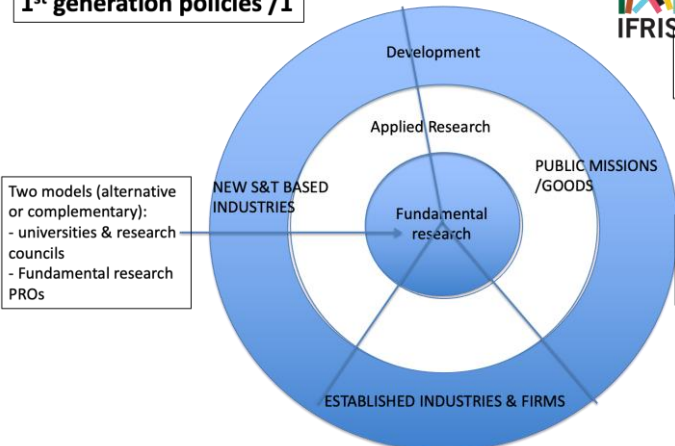 1st generation policies /1
IFRIS
Development
Applied Research
PUBLIC MISSIONS
/GOODS
NEW S&T BASED
INDUSTRIES
Fundamental
research
Two models (alternative
or complementary):
- universities & research
councils
- Fundamental research
PROs
ESTABLISHED INDUSTRIES & FIRMS